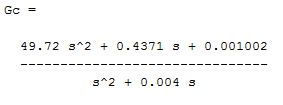 Gc =
49.72 s^2 + 0.4371 s + 0.001002
-------------------------------
s^2 + 0.004 s